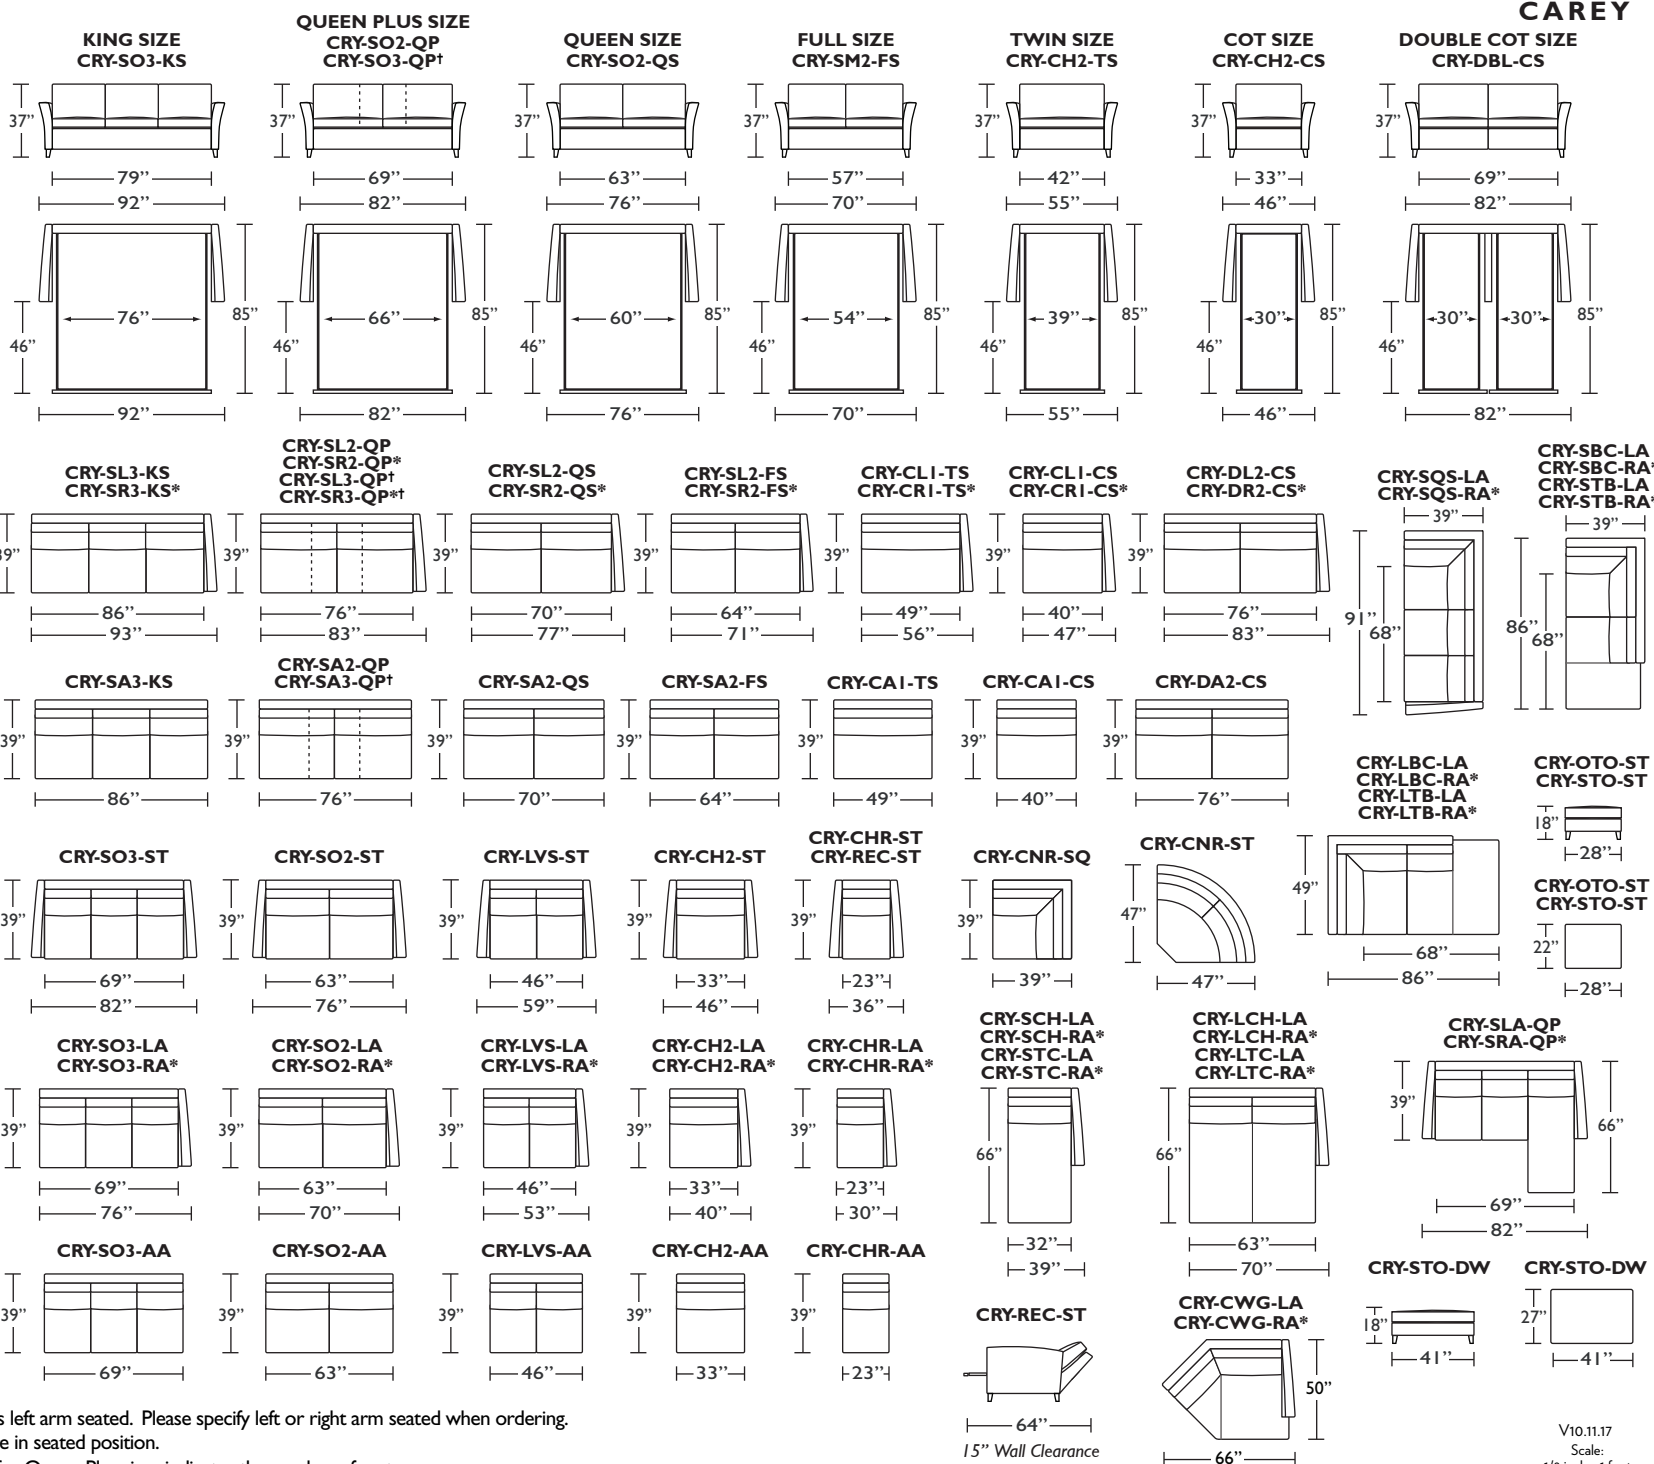 CAREY
KING SIZE
CRY-SO3-KS
QUEEN PLUS SIZE
CRY-SO2-QP
CRY-SO3-QP†
QUEEN SIZE
CRY-SO2-QS
FULL SIZE
CRY-SM2-FS
TWIN SIZE
CRY-CH2-TS
COT SIZE
CRY-CH2-CS
DOUBLE COT SIZE
CRY-DBL-CS
37” 37” 37” 37” 37” 37” 37”
79” 69” 63” 57” 42” 33” 69”
92” 82” 76” 70” 55” 46” 82”
76” 85” 66” 85” 60” 85” 54” 85” 39” 85” 30” 85” 30” 30” 85”
46” 46” 46” 46” 46” 46” 46”
92” 82” 76” 70” 55” 46” 82”
CRY-SL3-KS
CRY-SR3-KS*
CRY-SL2-QP
CRY-SR2-QP*
CRY-SL3-QP†
CRY-SR3-QP*†
CRY-SL2-QS
CRY-SR2-QS*
CRY-SL2-FS
CRY-SR2-FS*
CRY-CL1-TS
CRY-CR1-TS*
CRY-CL1-CS
CRY-CR1-CS*
CRY-DL2-CS
CRY-DR2-CS*
CRY-SQS-LA
CRY-SQS-RA*
CRY-SBC-LA
CRY-SBC-RA*
CRY-STB-LA
CRY-STB-RA*
39” 39”
39” 39” 39” 39” 39” 39” 39”
86” 76” 70” 64” 49” 40” 76”
93” 83” 77” 71” 56” 47” 83”
91” 68” 86” 68”
CRY-SA3-KS
CRY-SA2-QP
CRY-SA3-QP†
CRY-SA2-QS
CRY-SA2-FS
CRY-CA1-TS
CRY-CA1-CS
CRY-DA2-CS
39” 39” 39” 39” 39” 39” 39”
86” 76” 70” 64” 49” 40” 76”
CRY-LBC-LA
CRY-LBC-RA*
CRY-LTB-LA
CRY-LTB-RA*
49”
68”
86”
CRY-OTO-ST
CRY-STO-ST
18”
28”
CRY-OTO-ST
CRY-STO-ST
22”
28”
CRY-SO3-ST
CRY-SO2-ST
CRY-LVS-ST
CRY-CH2-ST
CRY-CHR-ST
CRY-REC-ST
CRY-CNR-SQ
CRY-CNR-ST
39” 39” 39” 39” 39” 39” 47”
69” 63” 46” 33” 23” 39” 47”
82” 76” 59” 46” 36”
CRY-SO3-LA
CRY-SO3-RA*
CRY-SO2-LA
CRY-SO2-RA*
CRY-LVS-LA
CRY-LVS-RA*
CRY-CH2-LA
CRY-CH2-RA*
CRY-CHR-LA
CRY-CHR-RA*
39” 39” 39” 39” 39”
69” 63” 46” 33” 23”
76” 70” 53” 40” 30”
CRY-SCH-LA
CRY-SCH-RA*
CRY-STC-LA
CRY-STC-RA*
66”
32”
39”
CRY-LCH-LA
CRY-LCH-RA*
CRY-LTC-LA
CRY-LTC-RA*
66”
63”
70”
CRY-SLA-QP
CRY-SRA-QP*
39” 66”
69”
82”
CRY-SO3-AA
CRY-SO2-AA
CRY-LVS-AA
CRY-CH2-AA
CRY-CHR-AA
39” 39” 39” 39” 39”
69” 63” 46” 33” 23”
CRY-REC-ST
64”
15” Wall Clearance
CRY-CWG-LA
CRY-CWG-RA*
50”
66”
CRY-STO-DW
18”
41”
CRY-STO-DW
27”
41”
s left arm seated. Please specify left or right arm seated when ordering.
e in seated position.
V10.11.17
Scale: